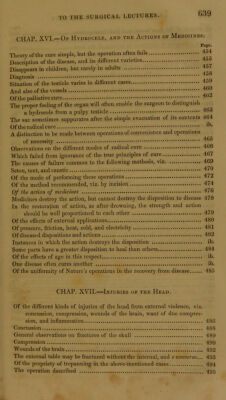 TO THE SURGICAL LECTURES. 639
CHAP. XVI.—OF HYDROCELE, AND THE ACTIONS OF MEDICINES.
Page.
Theory of the cure simple, but the operation often fails 454
Description of the disease, and its different varieties 455
Disappears in children, but rarely in adults 457
Diagnosis 458
Situation of the testicle varies in different cases 459
And also of the vessels 460
Of the palliative cure 462
The proper feeling of the organ will often enable the surgeon to distinguish
a hydrocele from a pulpy testicle 463
The sac sometimes suppurates after the simple evacuation of its contents 464
Of the radical cure ib.
A distinction to be made between operations of convenience and operations
of necessity 465
Observations on the different modes of radical cure 466
Which failed from ignorance of the true principles of cure 467
The causes of failure common to the following methods, viz. 469
Seton, tent, and caustic 470
Of the mode of performing these operations 472
Of the method recommended, viz. by incision 474
Of the action of medicines 476
Medicines destroy the action, but cannot destroy the disposition to disease 478
In the restoration of action, as after drowning, the strength and action
should be well proportioned to each other 479
Of the effects of external applications 480
Of pressure, friction, heat, cold, and electricity 481
Of diseased dispositions and actions 482
Instances in which the action destroys the disposition ib.
Some parts have a greater disposition to heal than others 484
Of the effects of age in this respect ib.
One disease often cures another ib.
Of the uniformity of Nature's operations in the recovery from disease 485
CHAP. XVII.—INJURIES OF THE HEAD.
Of the different kinds of injuries of the head from external violence, viz.
concussion, compression, wounds of the brain, want of due compres-
sion, and inflammation 486
Concussion 488
General observations on fractures of the skull 489
Compression 490
Wounds of the brain 492
The external table may be fractured without the internal, and e converso 493
Of the propriety of trepanning in the above-mentioned cases 494
The operation described 495